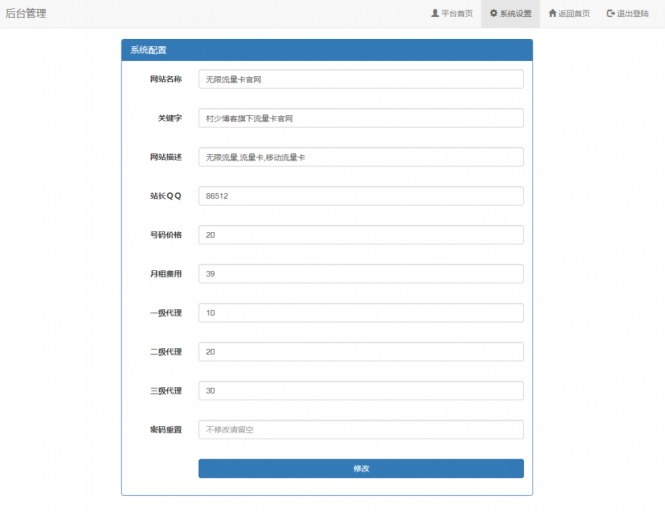 后台管理
平台首页 系统设置 返回首页 退出登陆
系统配置
网站名称 无限流量卡官网
关键字 村少博客旗下流量卡官网
网站描述 无限流量,流量卡,移动流量卡
站长QQ 86512
号码价格 20
月租费用 39
一级代理 10
二级代理 20
三级代理 30
密码重置 不修改请留空
修改